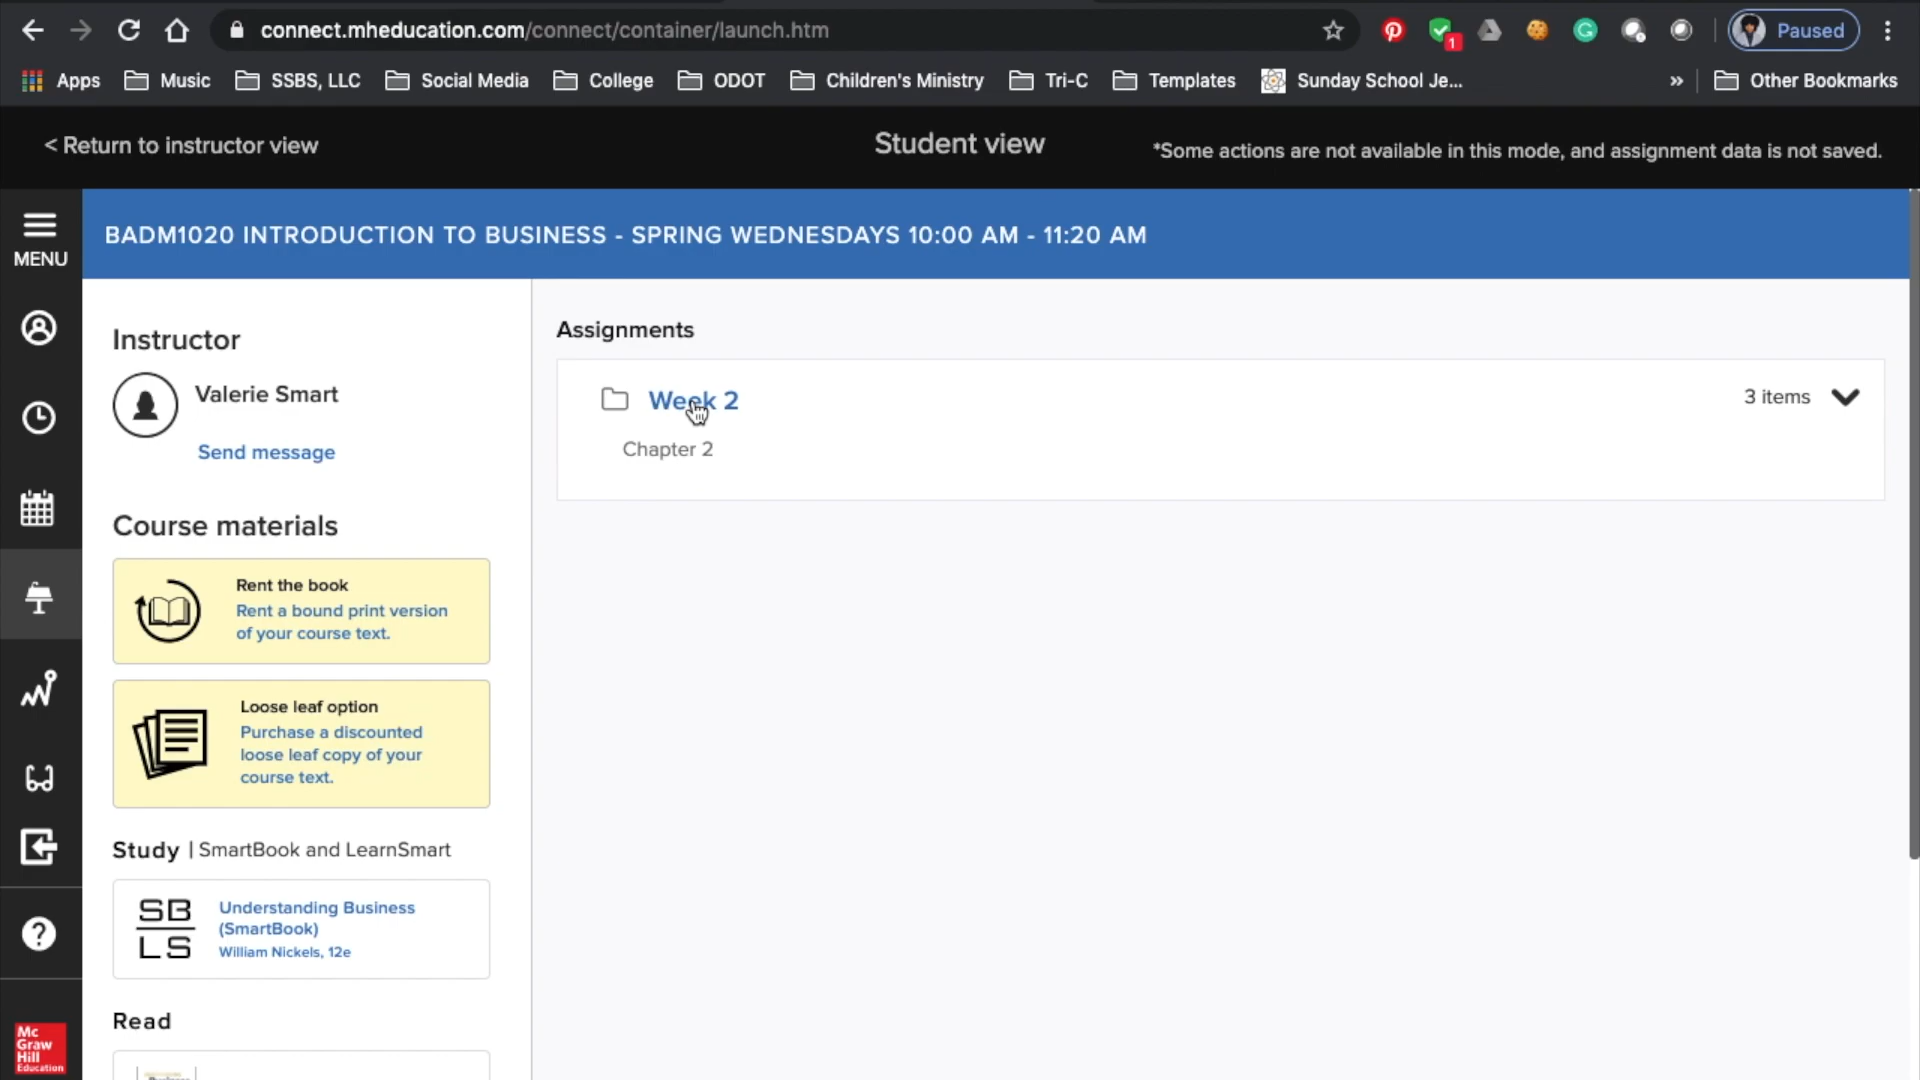 connect.mheducation.com/connect/container/launch.htm
1
Paused
Apps
Music
SSBS, LLC
Social Media
College
ODOT
Children's Ministry
Tri-C
Templates
Sunday School Je...
»
Other Bookmarks
< Return to instructor view
Student view
*Some actions are not available in this mode, and assignment data is not saved.
MENU
BADM1020 INTRODUCTION TO BUSINESS - SPRING WEDNESDAYS 10:00 AM - 11:20 AM
Instructor
Valerie Smart
Send message
Course materials
Rent the book
Rent a bound print version
of your course text.
Loose leaf option
Purchase a discounted
loose leaf copy of your
course text.
Study | SmartBook and LearnSmart
SB
LS
Understanding Business
(SmartBook)
William Nickels, 12e
Read
Assignments
Week 2
3 items
Chapter 2
Mc
Graw
Hill
Education